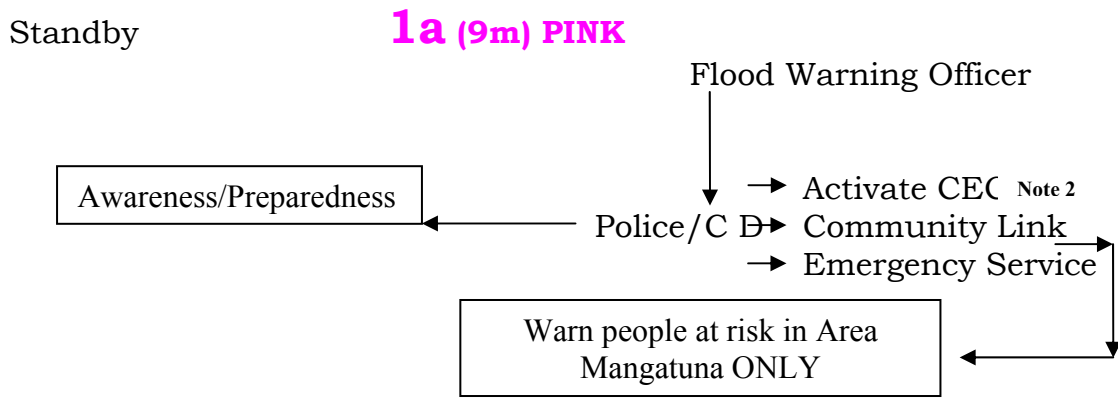 Standby 1a (9m) PINK
Flood Warning Officer
Awareness/Preparedness
Activate CEC Note 2
Police/C D Community Link
Emergency Service
Warn people at risk in Area
Mangatuna ONLY